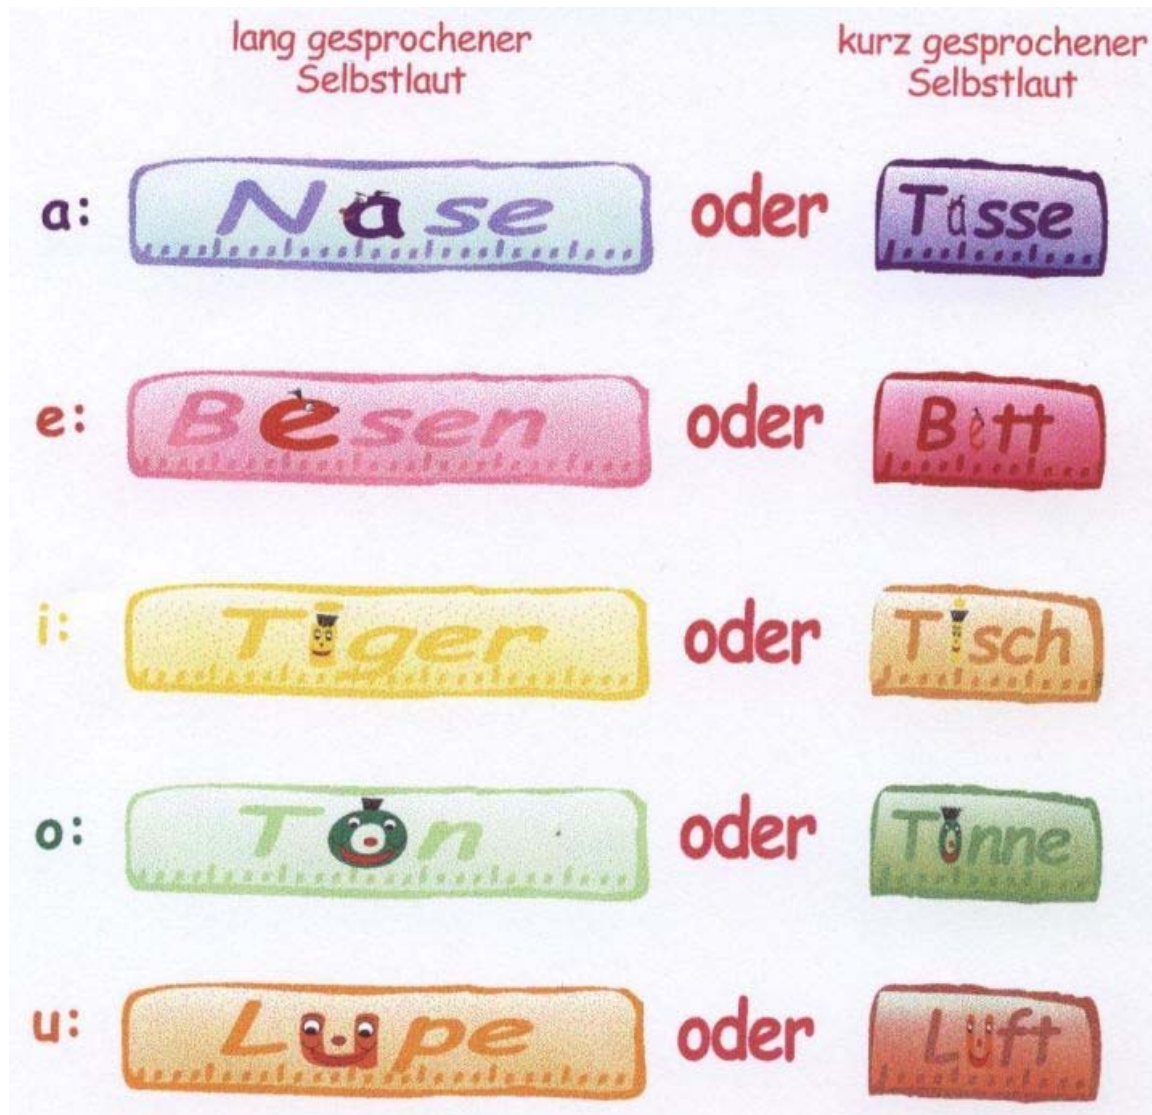 lang gesprochener
Selbstlaut
kurz gesprochener
Selbstlaut
a: Nase oder Tasse
e: Besen oder Bett
i: Tiger oder Tisch
o: Ton oder Tonne
u: Lupe oder Luft